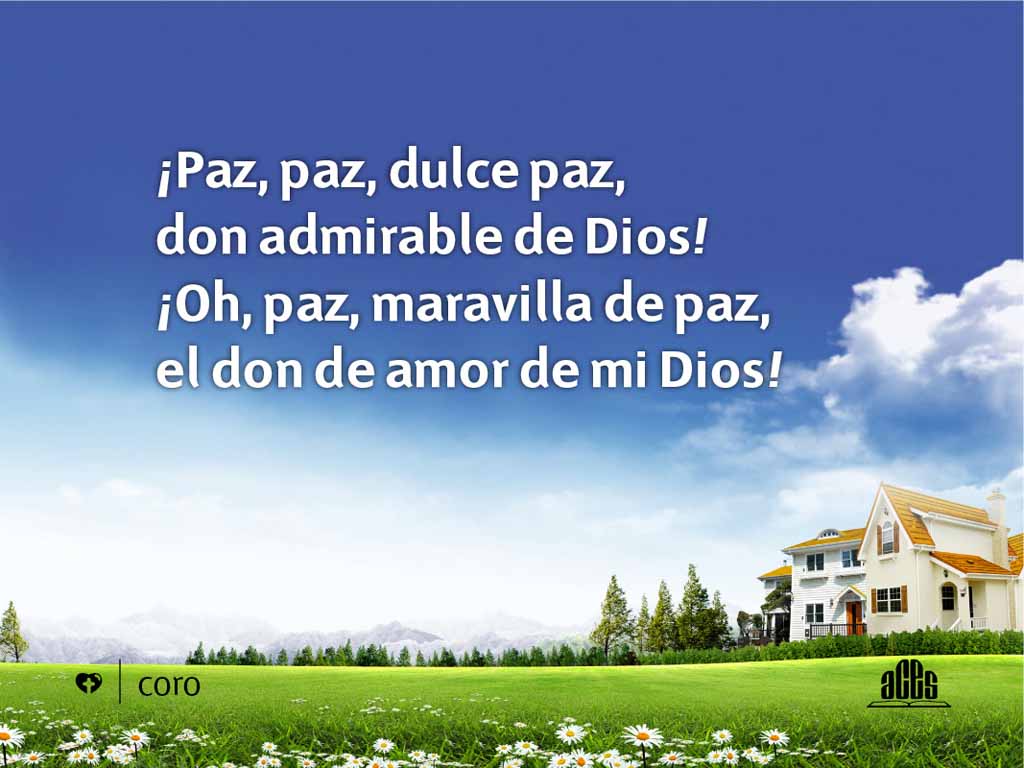 ¡Paz, paz, dulce paz,
don admirable de Dios!
¡Oh, paz, maravilla de paz,
el don de amor de mi Dios!
coro
aces